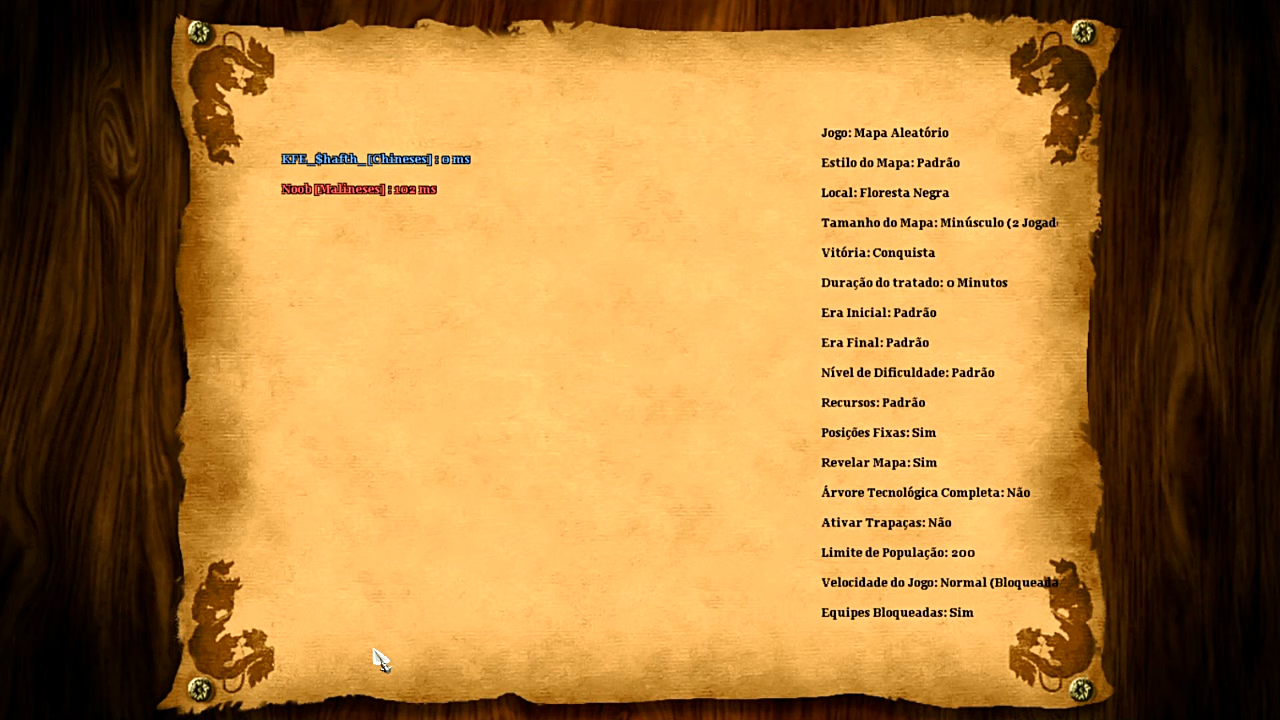 KFE_$hafth_ [Chineses] : 0 ms
Noob [Malineses] : 102 ms
Jogo: Mapa Aleatório
Estilo do Mapa: Padrão
Local: Floresta Negra
Tamanho do Mapa: Minúsculo (2 Jogad
Vitória: Conquista
Duração do tratado: 0 Minutos
Era Inicial: Padrão
Era Final: Padrão
Nível de Dificuldade: Padrão
Recursos: Padrão
Posições Fixas: Sim
Revelar Mapa: Sim
Árvore Tecnológica Completa: Não
Ativar Trapaças: Não
Limite de População: 200
Velocidade do Jogo: Normal (Bloqueada
Equipes Bloqueadas: Sim